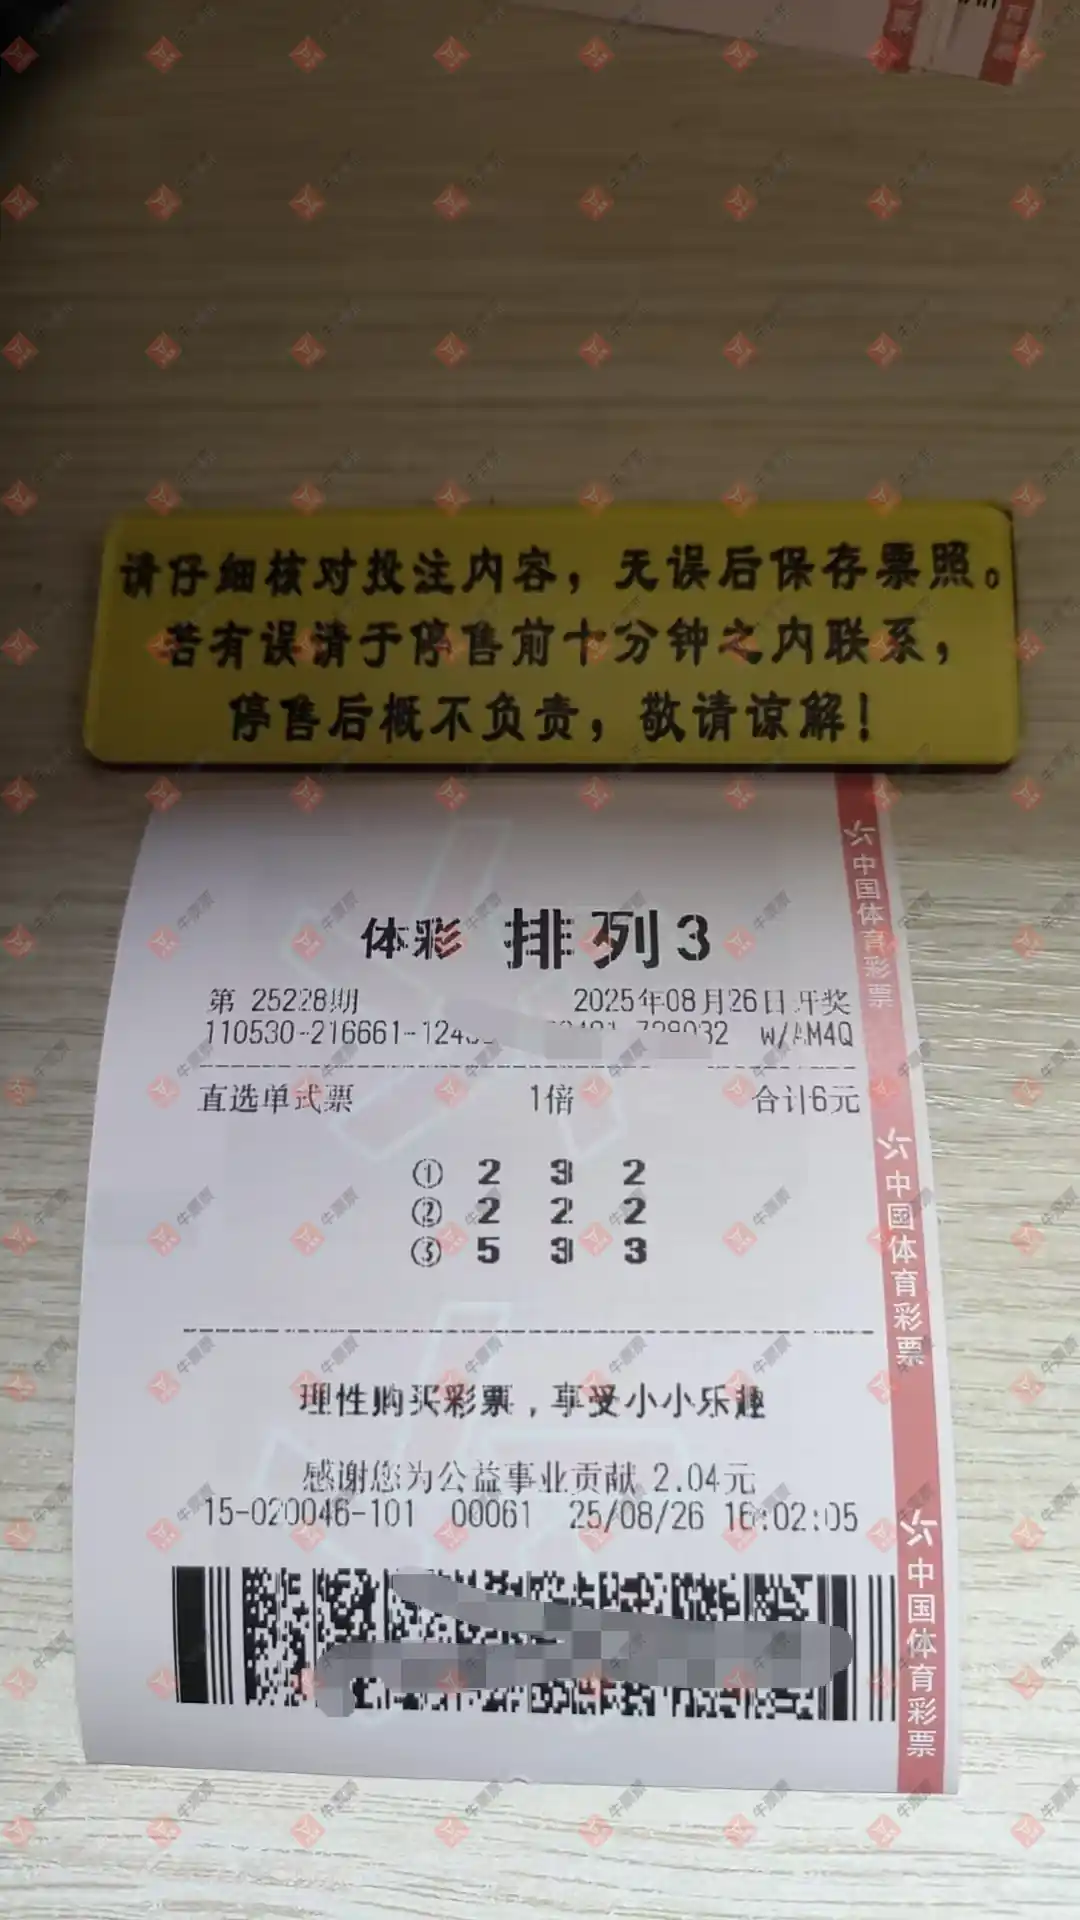 请仔细核对投注内容，无误后保存票照。
若有误请于停售前十分钟之内联系，
停售后概不负责，敬请谅解！
体彩 排列3
第 25228期 2025年08月26日开奖
110530-216661-124 728032 W/AM4Q
直选单式票 1倍 合计6元
① 2 3 2
② 2 2 2
③ 5 3 3
理性购买彩票，享受小小乐趣
感谢您为公益事业贡献 2.04元
15-020046-101 00061 25/08/26 16:02:05
中国体育彩票
中国体育彩票
中国体育彩票
牛票票